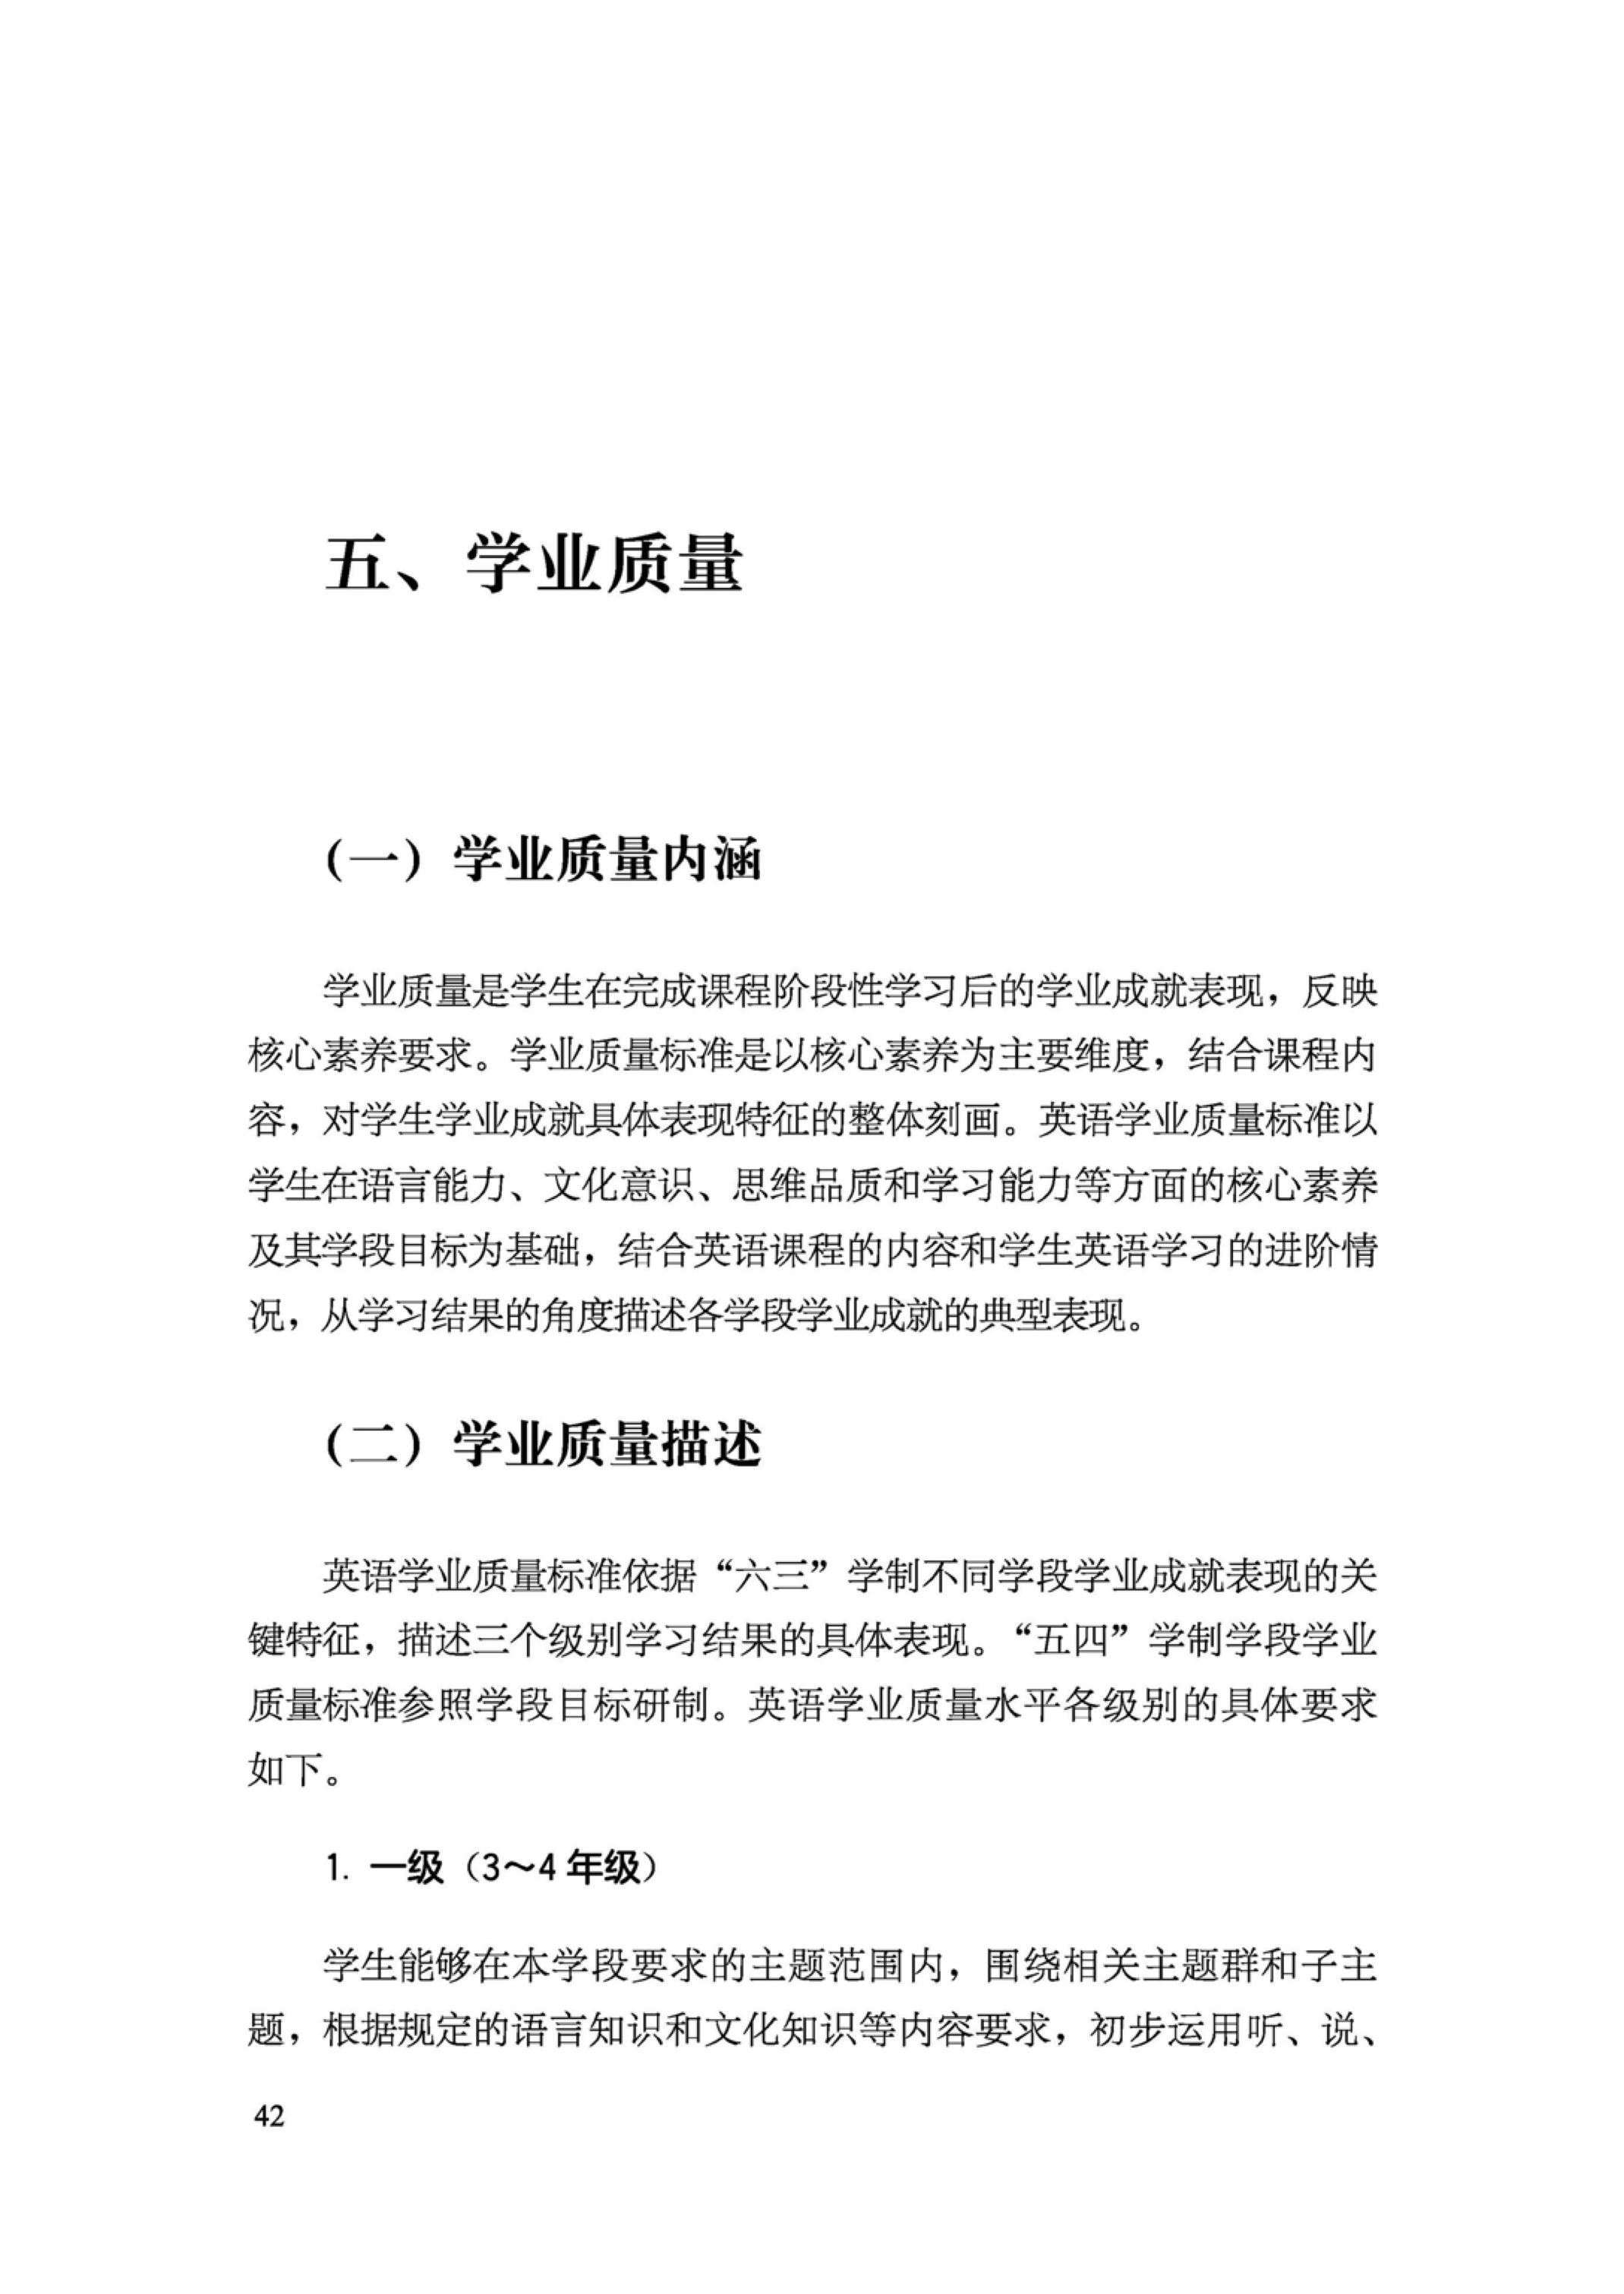 五、学业质量
（一）学业质量内涵
学业质量是学生在完成课程阶段性学习后的学业成就表现，反映
核心素养要求。学业质量标准是以核心素养为主要维度，结合课程内
容，对学生学业成就具体表现特征的整体刻画。英语学业质量标准以
学生在语言能力、文化意识、思维品质和学习能力等方面的核心素养
及其学段目标为基础，结合英语课程的内容和学生英语学习的进阶情
况，从学习结果的角度描述各学段学业成就的典型表现。
（二）学业质量描述
英语学业质量标准依据“六三”学制不同学段学业成就表现的关
键特征，描述三个级别学习结果的具体表现。“五四”学制学段学业
质量标准参照学段目标研制。英语学业质量水平各级别的具体要求
如下。
1. 一级（3～4 年级）
学生能够在本学段要求的主题范围内，围绕相关主题群和子主
题，根据规定的语言知识和文化知识等内容要求，初步运用听、说、
42